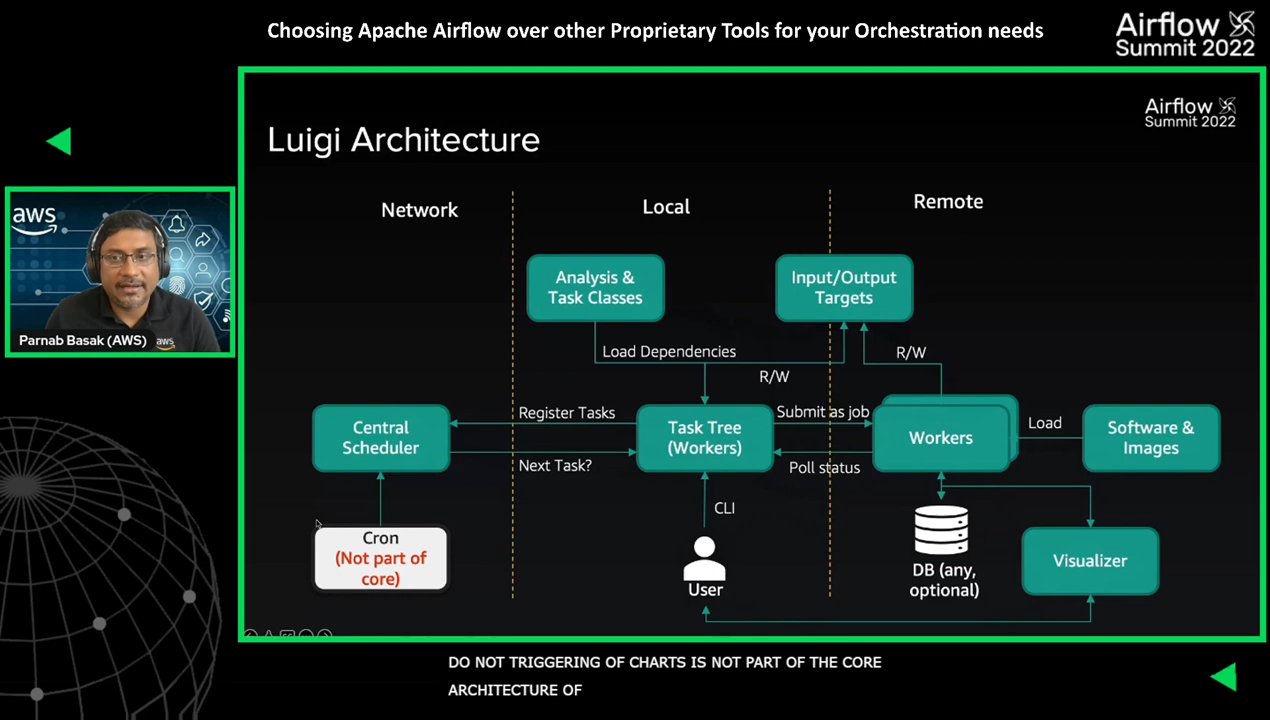 Choosing Apache Airflow over other Proprietary Tools for your Orchestration needs
Airflow
Summit 2022
Airflow
Summit 2022
Luigi Architecture
Network
Local
Remote
aws
Parnab Basak (AWS)
aws
Analysis &
Task Classes
Input/Output
Targets
Load Dependencies
R/W
R/W
Central
Scheduler
Register Tasks
Next Task?
Task Tree
(Workers)
Submit as job
Poll status
Workers
Load
Software &
Images
Cron
(Not part of
core)
CLI
User
DB (any,
optional)
Visualizer
DO NOT TRIGGERING OF CHARTS IS NOT PART OF THE CORE
ARCHITECTURE OF